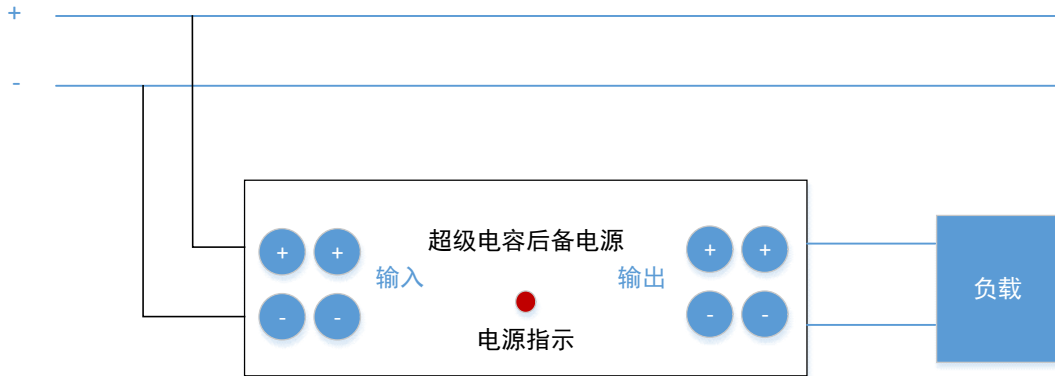 +
-
+ +
超级电容后备电源
+ +
输入
输出
负载
- -
- -
电源指示